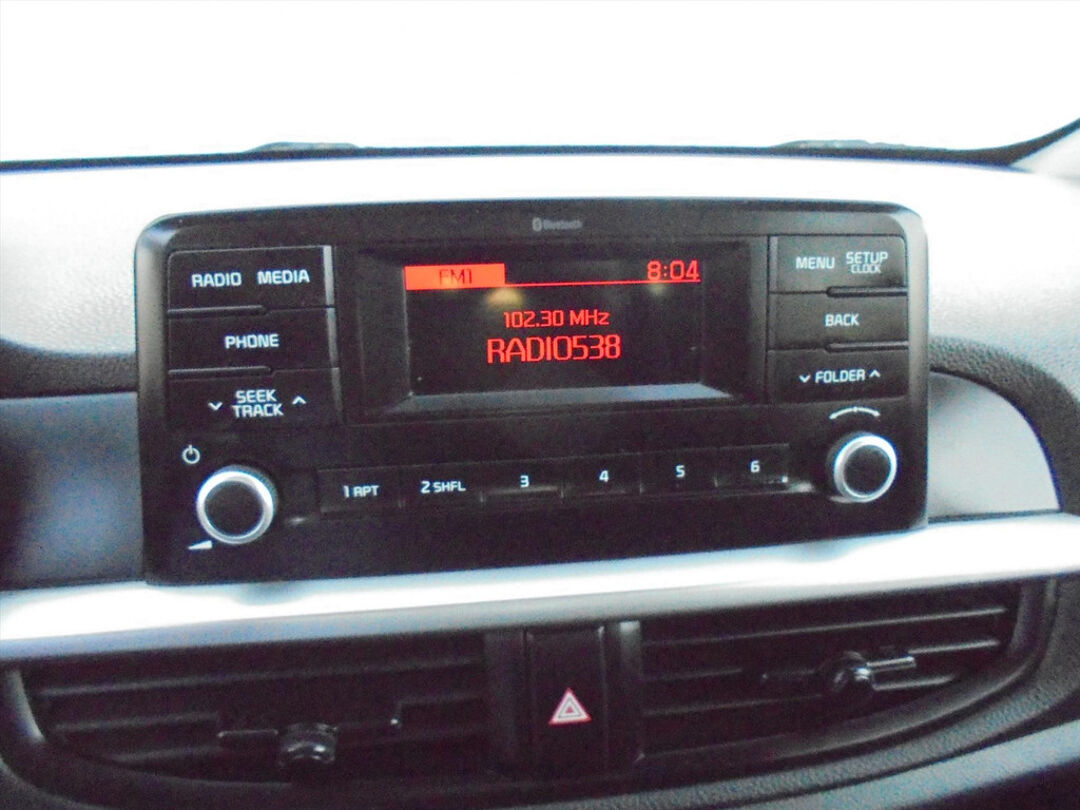 Bluetooth
RADIO MEDIA
FM1 8:04
MENU SETUP
CLOCK
PHONE
102.30 MHz
RADIO538
BACK
SEEK
TRACK
FOLDER
1 RPT 2 SHFL 3 4 5 6